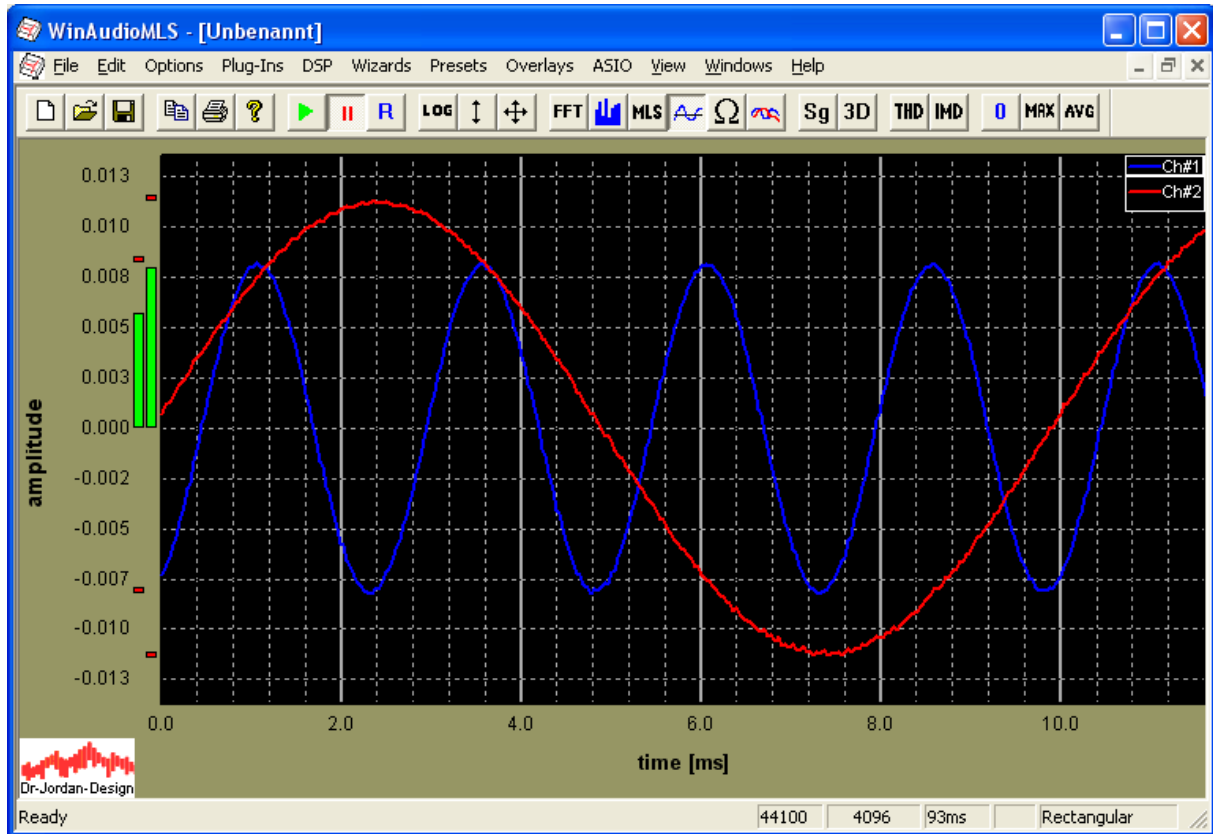 WinAudioMLS - [Unbenannt]
File Edit Options Plug-Ins DSP Wizards Presets Overlays ASIO View Windows Help
R LOG FFT MLS Ω Sg 3D THD IMD 0 MAX AVG
Ch#1
Ch#2
0.013
0.010
0.008
0.005
0.003
0.000
-0.002
-0.005
-0.007
-0.010
-0.013
amplitude
0.0 2.0 4.0 6.0 8.0 10.0
time [ms]
Dr-Jordan-Design
Ready 44100 4096 93ms Rectangular